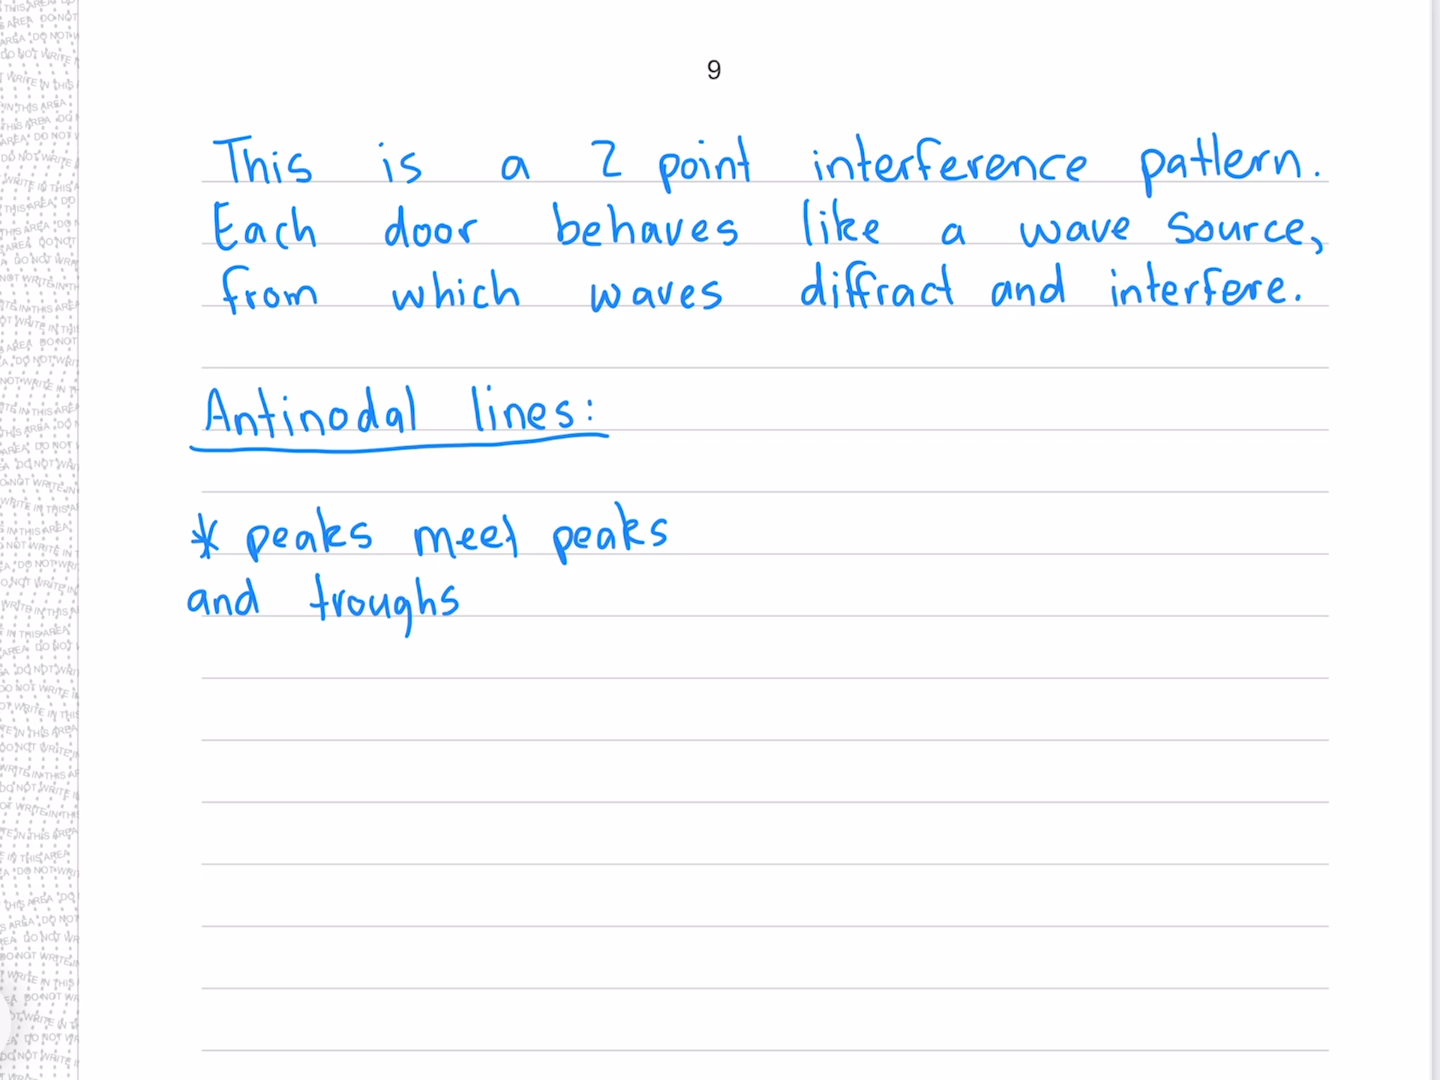 9
This is a 2 point interference pattern.
Each door behaves like a wave source,
from which waves diffract and interfere.
Antinodal lines:
* peaks meet peaks
and troughs